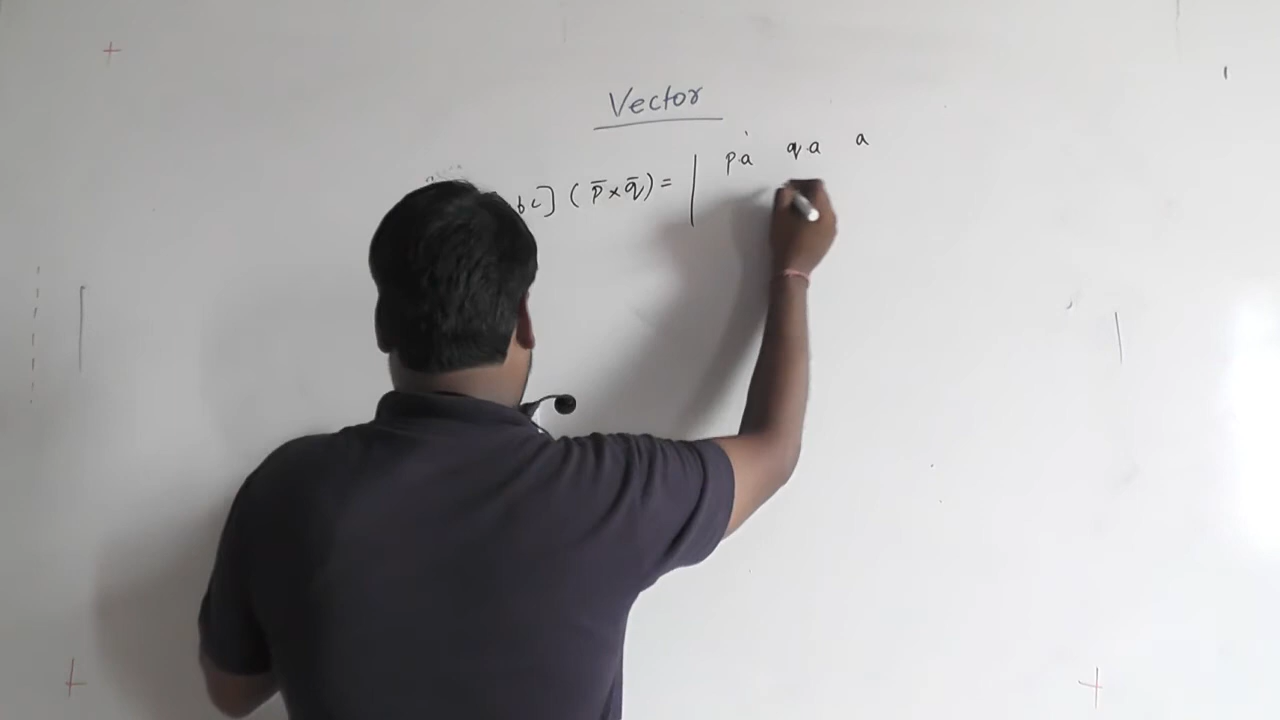 Vector
bc] (p̄ × q̄) = | p.a q.a a